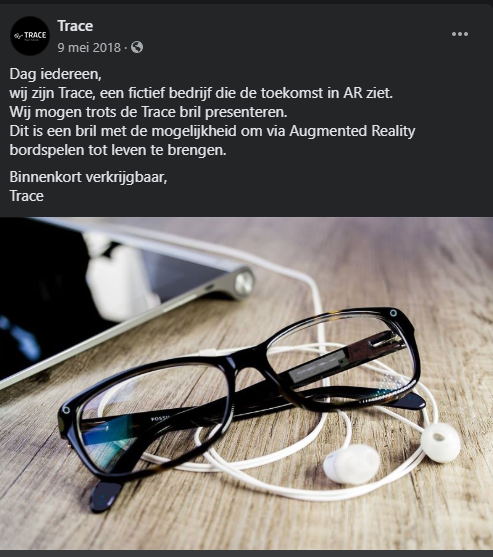 TRACE
Trace
9 mei 2018 ·
Dag iedereen,
wij zijn Trace, een fictief bedrijf die de toekomst in AR ziet.
Wij mogen trots de Trace bril presenteren.
Dit is een bril met de mogelijkheid om via Augmented Reality
bordspelen tot leven te brengen.
Binnenkort verkrijgbaar,
Trace
FOSSIL